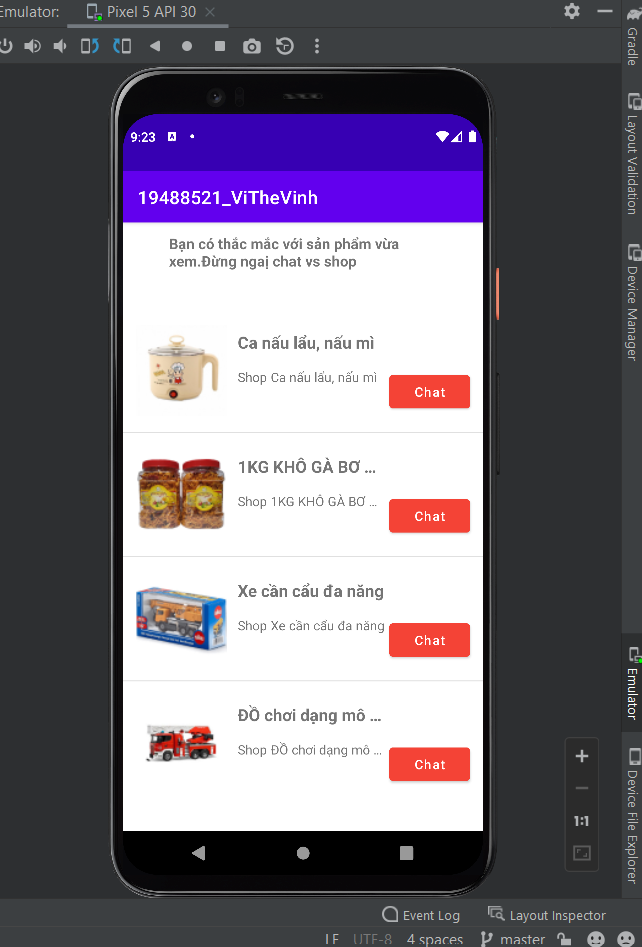 Emulator:
Pixel 5 API 30
Gradle
Layout Validation
Device Manager
9:23
A
19488521_ViTheVinh
Bạn có thắc mắc với sản phẩm vừa
xem.Đừng ngại chat vs shop
Ca nấu lẩu, nấu mì
Shop Ca nấu lẩu, nấu mì
Chat
1KG KHÔ GÀ BƠ ...
Shop 1KG KHÔ GÀ BƠ ...
Chat
Xe cần cẩu đa năng
Shop Xe cần cẩu đa năng
Chat
ĐỒ chơi dạng mô ...
Shop ĐỒ chơi dạng mô ...
Chat
Emulator
1:1
Device File Explorer
Event Log
Layout Inspector
LF
UTF-8
4 spaces
master